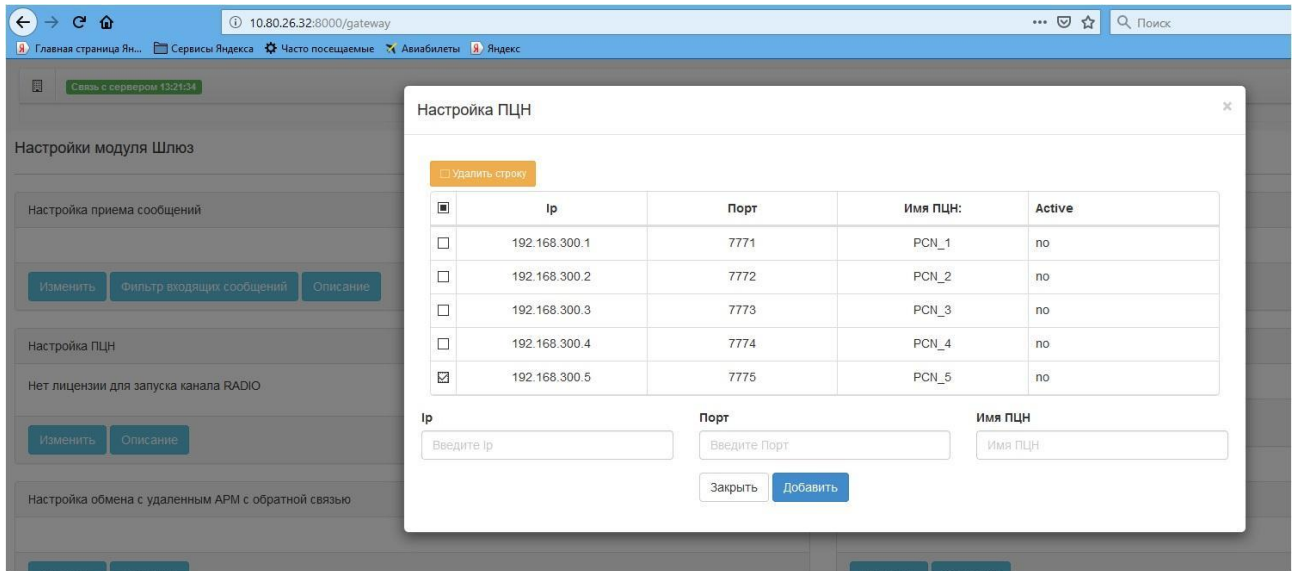 10.80.26.32:8000/gateway
Поиск
Главная страница Ян... Сервисы Яндекса Часто посещаемые Авиабилеты Яндекс
Связь с сервером 13:21:34
Настройки модуля Шлюз
Настройка приема сообщений
Изменить Фильтр входящих сообщений Описание
Настройка ПЦН
Нет лицензии для запуска канала RADIO
Изменить Описание
Настройка обмена с удаленным АРМ с обратной связью
Настройка ПЦН ×
Удалить строку
Ip Порт Имя ПЦН: Active
192.168.300.1 7771 PCN_1 no
192.168.300.2 7772 PCN_2 no
192.168.300.3 7773 PCN_3 no
192.168.300.4 7774 PCN_4 no
192.168.300.5 7775 PCN_5 no
Ip Порт Имя ПЦН
Введите Ip Введите Порт Имя ПЦН
Закрыть Добавить